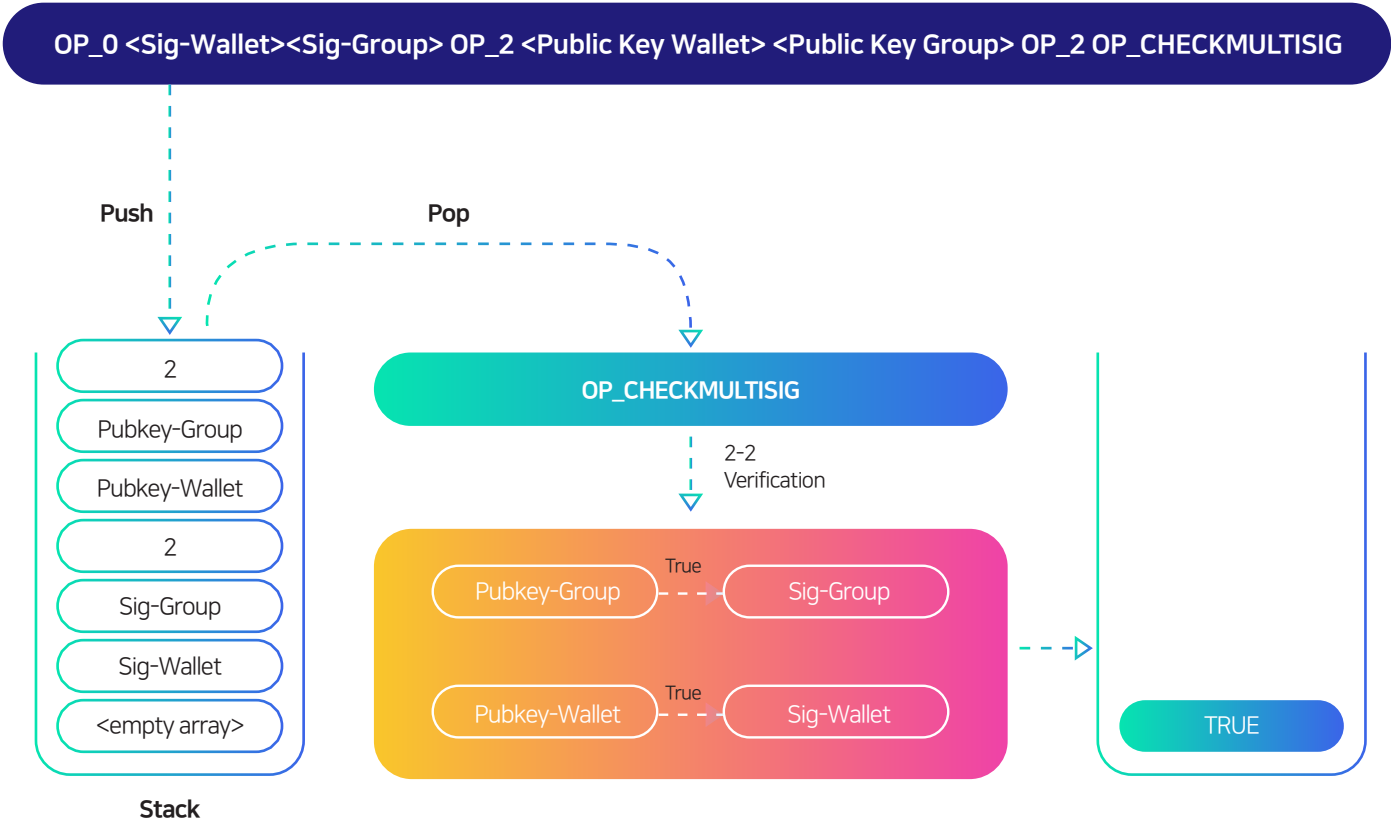 OP_0 <Sig-Wallet><Sig-Group> OP_2 <Public Key Wallet> <Public Key Group> OP_2 OP_CHECKMULTISIG
Push
Pop
2
Pubkey-Group
Pubkey-Wallet
2
Sig-Group
Sig-Wallet
<empty array>
Stack
OP_CHECKMULTISIG
2-2
Verification
Pubkey-Group
True
Sig-Group
Pubkey-Wallet
True
Sig-Wallet
TRUE